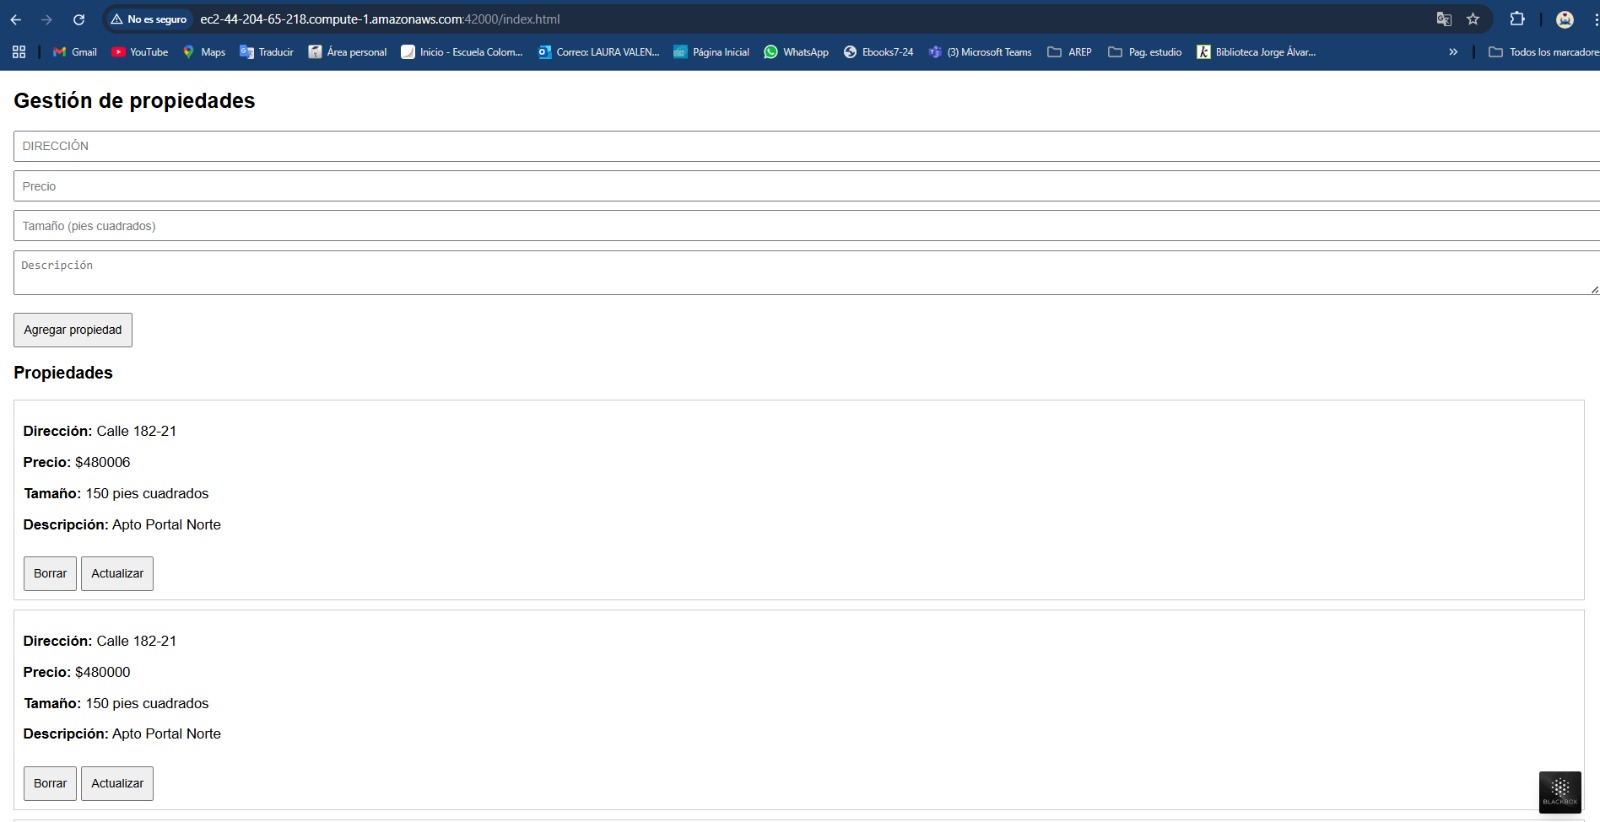 No es seguro ec2-44-204-65-218.compute-1.amazonaws.com:42000/index.html
Gmail YouTube Maps Traducir Área personal Inicio - Escuela Colom... Correo: LAURA VALEN... Página Inicial WhatsApp Ebooks7-24 (3) Microsoft Teams AREP Pag. estudio Biblioteca Jorge Álvar... » Todos los marcadore
Gestión de propiedades
DIRECCIÓN
Precio
Tamaño (pies cuadrados)
Descripción
Agregar propiedad
Propiedades
Dirección: Calle 182-21
Precio: $480006
Tamaño: 150 pies cuadrados
Descripción: Apto Portal Norte
Borrar Actualizar
Dirección: Calle 182-21
Precio: $480000
Tamaño: 150 pies cuadrados
Descripción: Apto Portal Norte
Borrar Actualizar
BLACKBOX